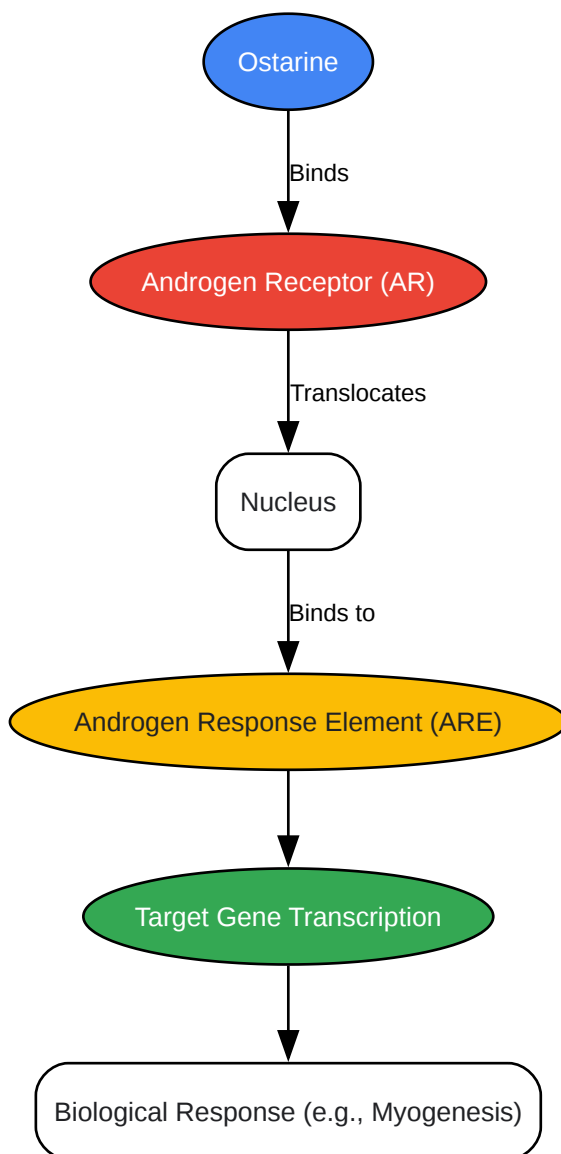 Ostarine
Binds
Androgen Receptor (AR)
Translocates
Nucleus
Binds to
Androgen Response Element (ARE)
Target Gene Transcription
Biological Response (e.g., Myogenesis)